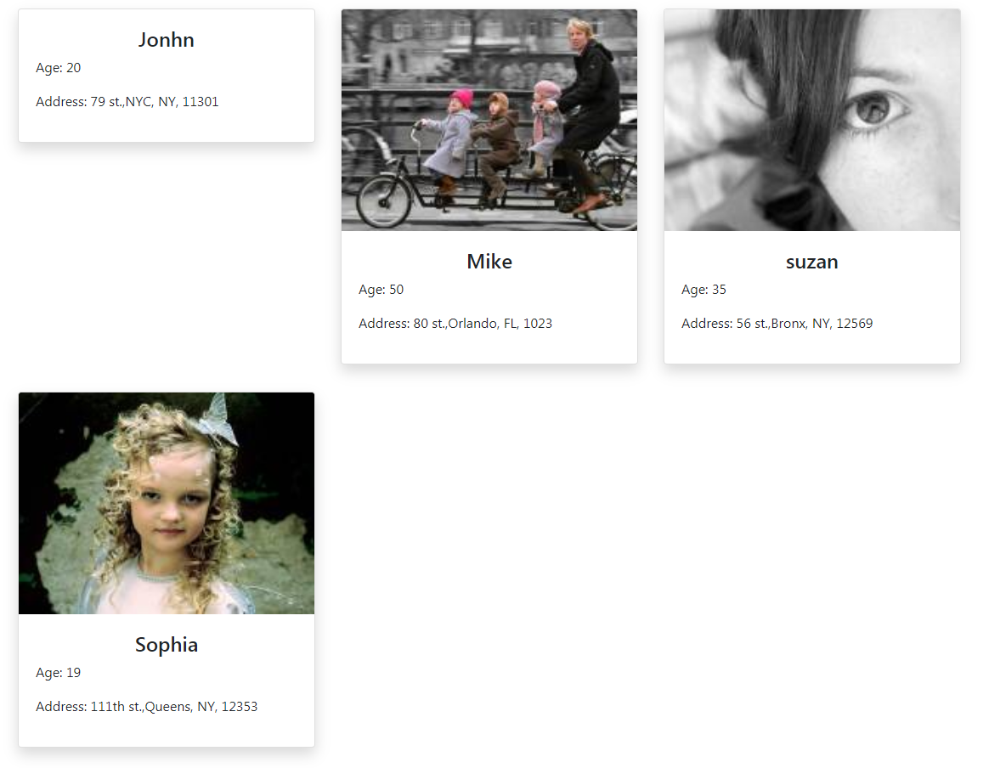 Jonhn
Age: 20
Address: 79 st.,NYC, NY, 11301
Mike
Age: 50
Address: 80 st.,Orlando, FL, 1023
suzan
Age: 35
Address: 56 st.,Bronx, NY, 12569
Sophia
Age: 19
Address: 111th st.,Queens, NY, 12353